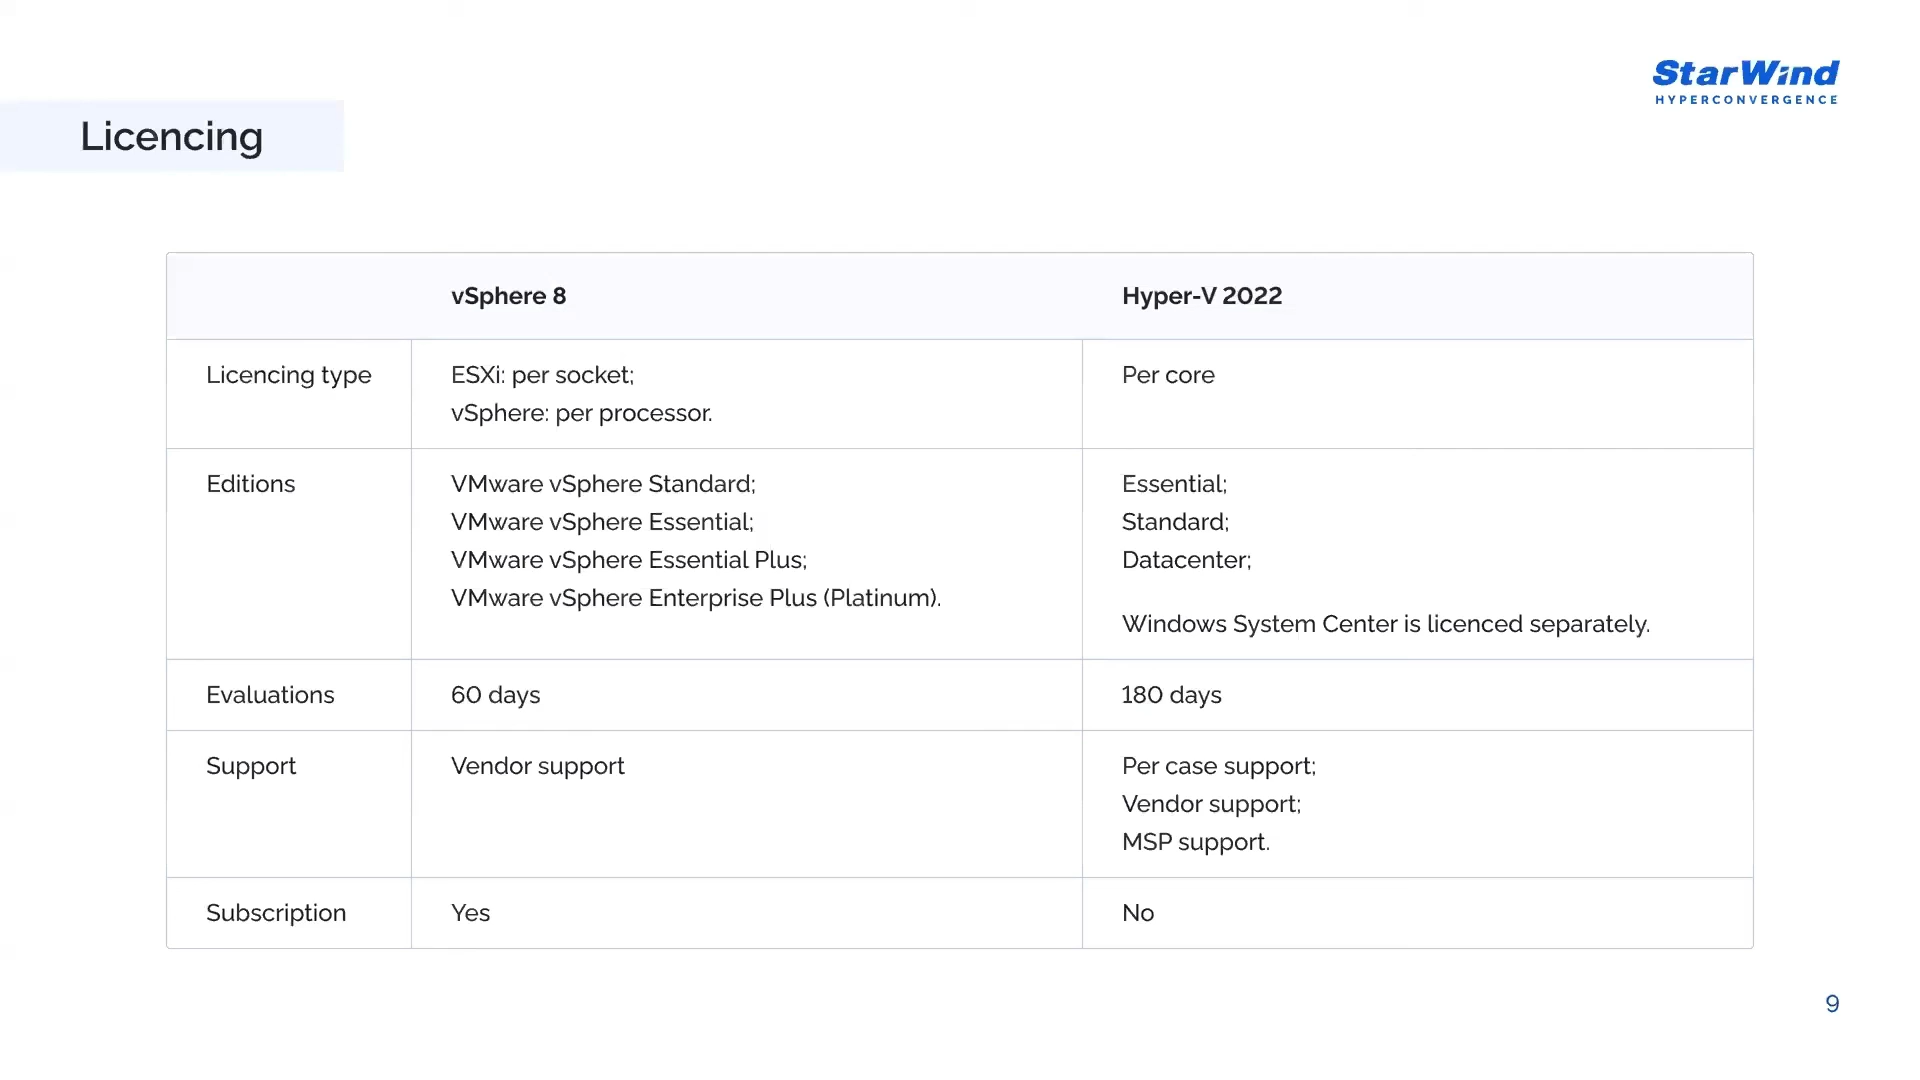 StarWind
HYPERCONVERGENCE
Licencing
vSphere 8
Hyper-V 2022
Licencing type
ESXi: per socket;
vSphere: per processor.
Per core
Editions
VMware vSphere Standard;
VMware vSphere Essential;
VMware vSphere Essential Plus;
VMware vSphere Enterprise Plus (Platinum).
Essential;
Standard;
Datacenter;
Windows System Center is licenced separately.
Evaluations
60 days
180 days
Support
Vendor support
Per case support;
Vendor support;
MSP support.
Subscription
Yes
No
9